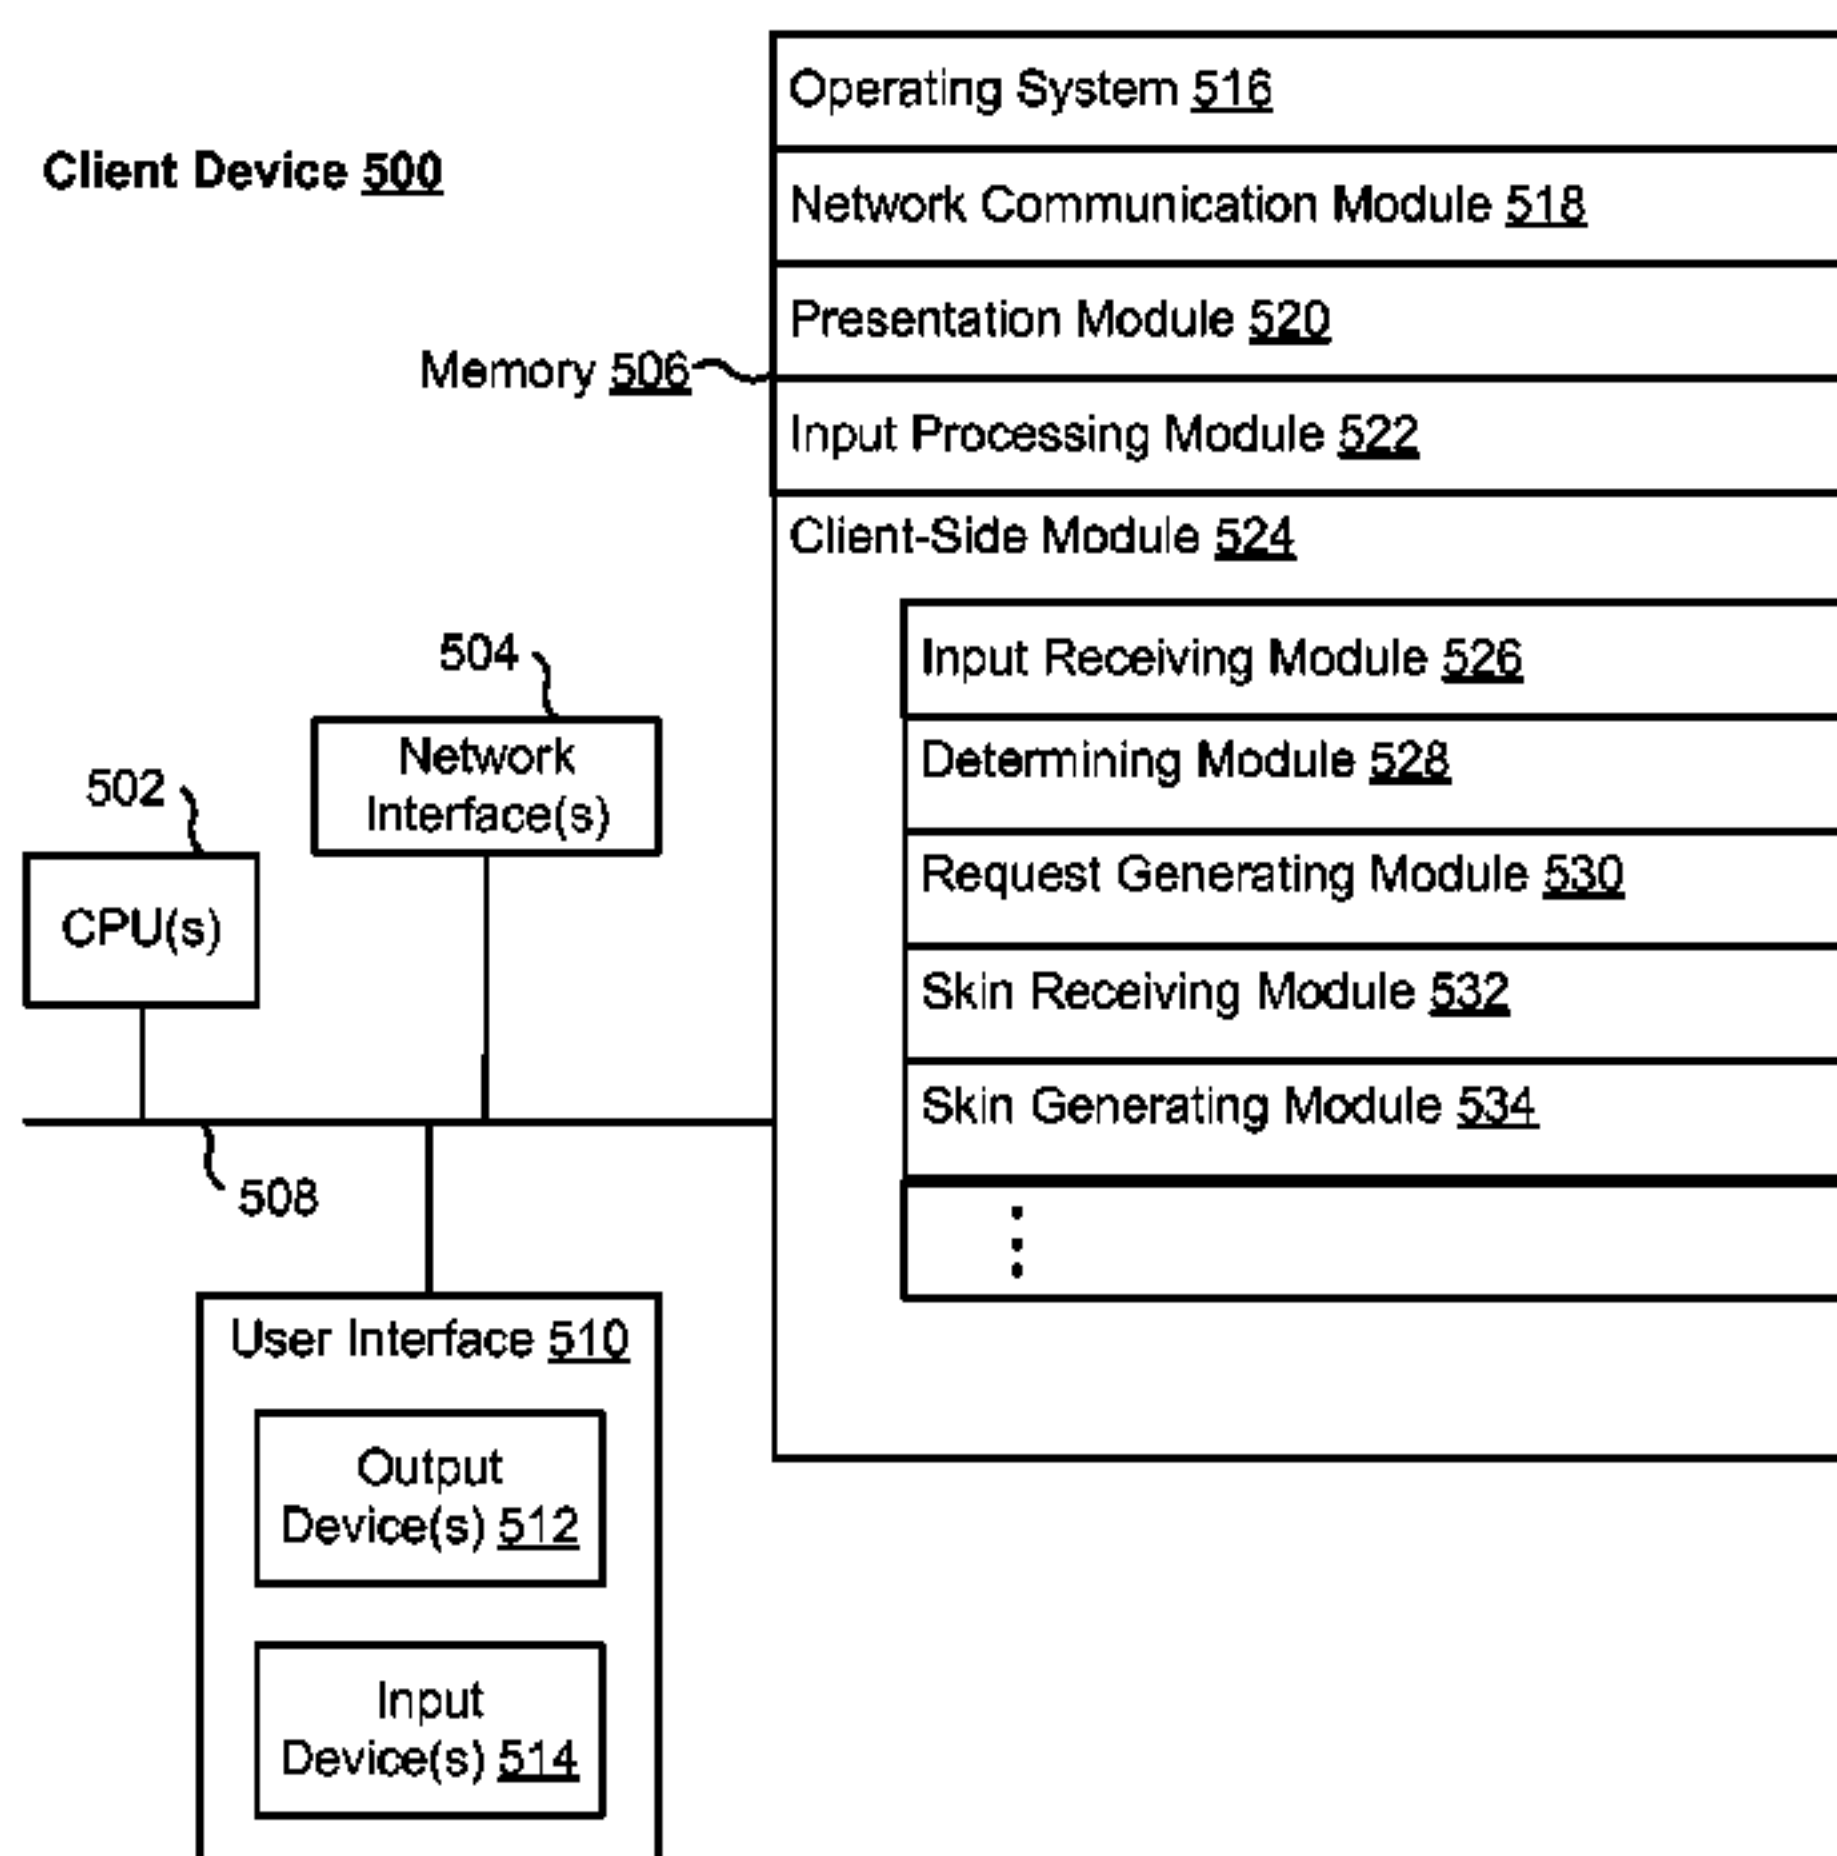 Client Device 500
Operating System 516
Network Communication Module 518
Presentation Module 520
Memory 506
Input Processing Module 522
Client-Side Module 524
Input Receiving Module 526
Determining Module 528
Request Generating Module 530
Skin Receiving Module 532
Skin Generating Module 534
504
Network
Interface(s)
502
CPU(s)
508
User Interface 510
Output
Device(s) 512
Input
Device(s) 514